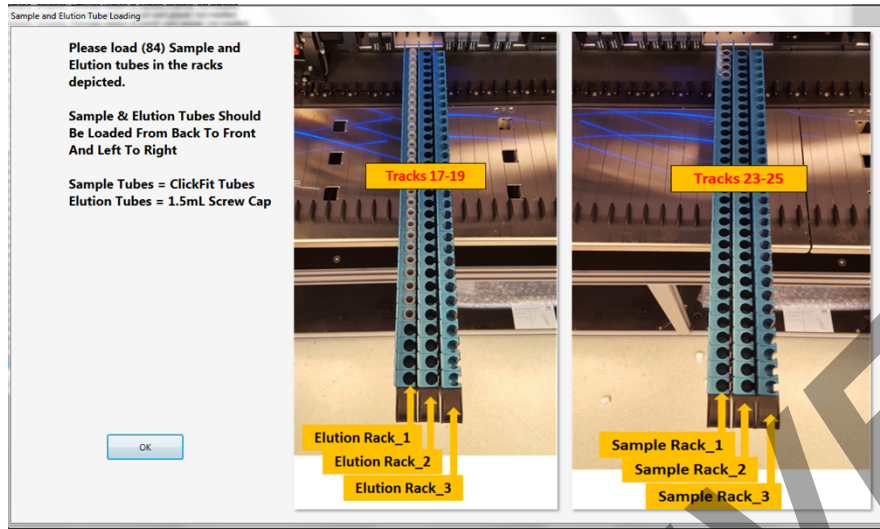 Sample and Elution Tube Loading
Please load (84) Sample and
Elution tubes in the racks
depicted.
Sample & Elution Tubes Should
Be Loaded From Back To Front
And Left To Right
Sample Tubes = ClickFit Tubes
Elution Tubes = 1.5mL Screw Cap
OK
Tracks 17-19
Elution Rack_1
Elution Rack_2
Elution Rack_3
Tracks 23-25
Sample Rack_1
Sample Rack_2
Sample Rack_3